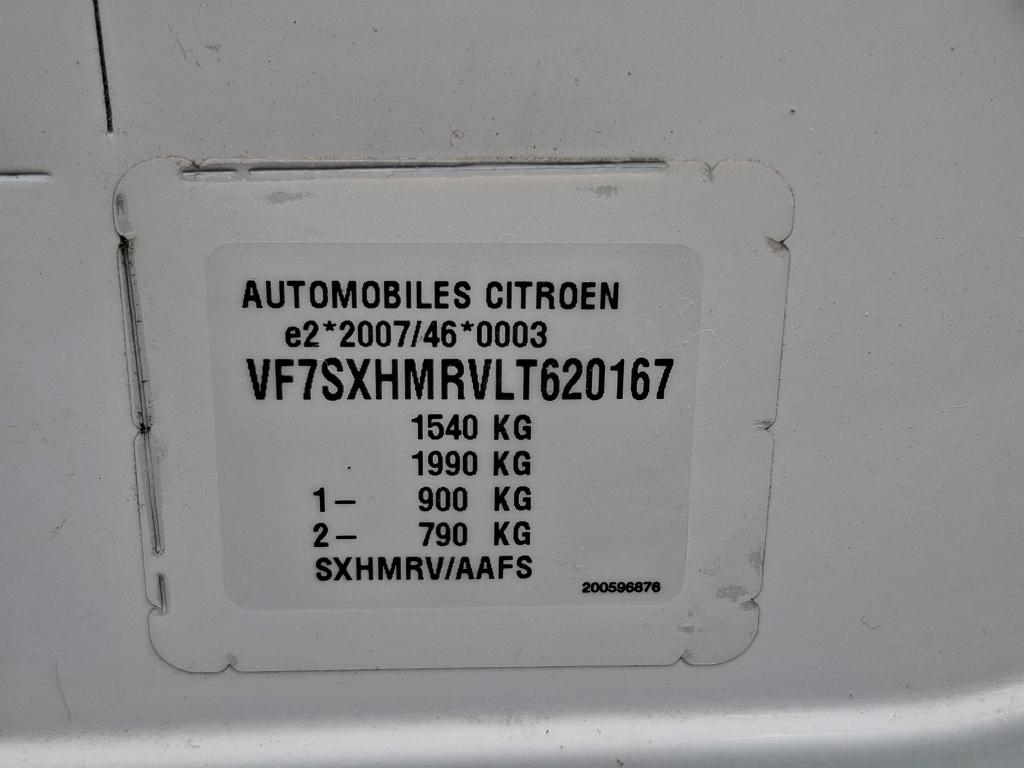 AUTOMOBILES CITROEN
e2*2007/46*0003
VF7SXHMRVLT620167
1540 KG
1990 KG
1– 900 KG
2– 790 KG
SXHMRV/AAFS
200596876